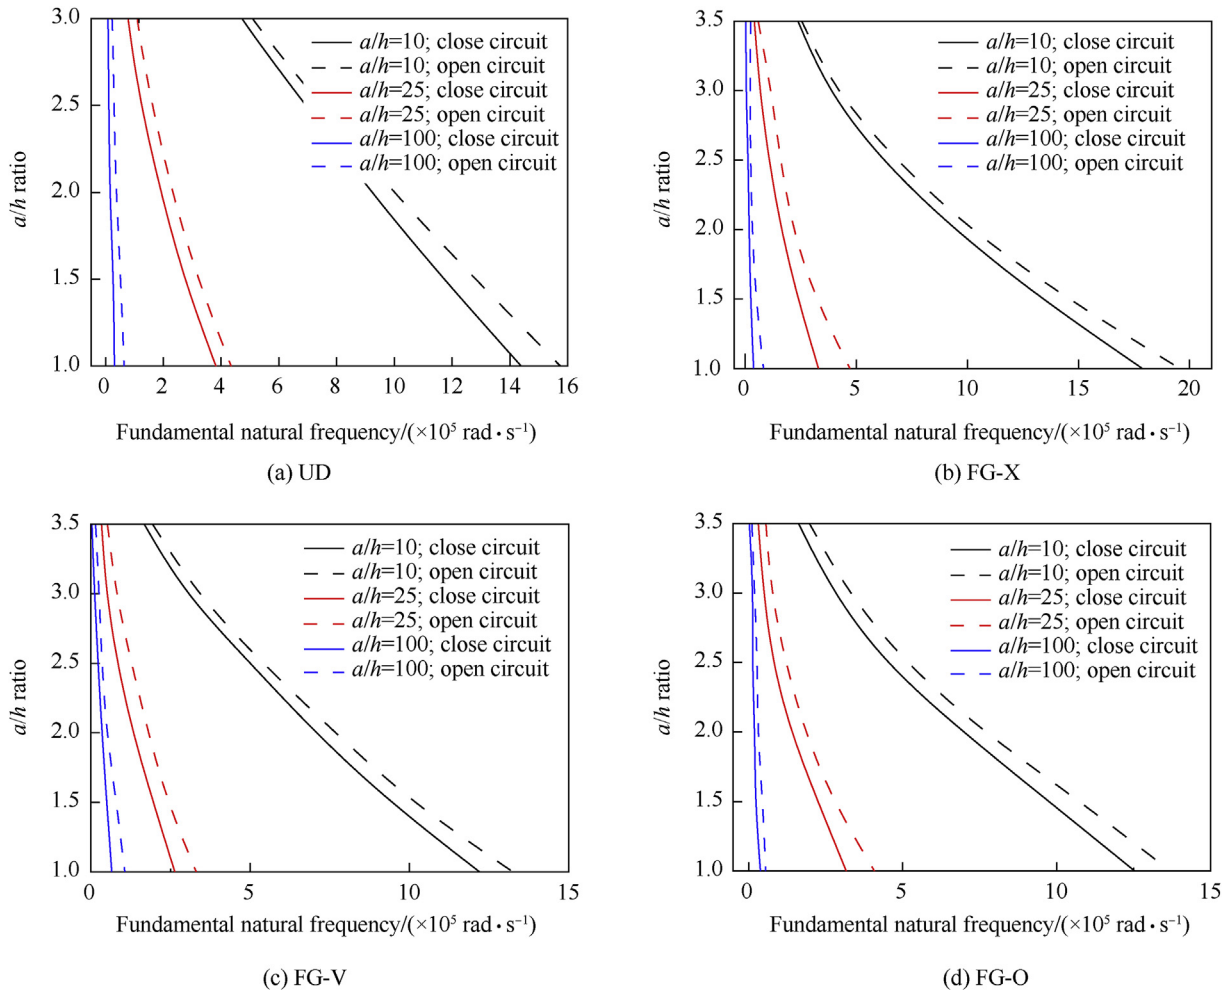 3.0
2.5
2.0
1.5
1.0
a/h ratio
a/h=10; close circuit
a/h=10; open circuit
a/h=25; close circuit
a/h=25; open circuit
a/h=100; close circuit
a/h=100; open circuit
0 2 4 6 8 10 12 14 16
Fundamental natural frequency/(×10⁵ rad·s⁻¹)
(a) UD
3.5
3.0
2.5
2.0
1.5
1.0
a/h ratio
a/h=10; close circuit
a/h=10; open circuit
a/h=25; close circuit
a/h=25; open circuit
a/h=100; close circuit
a/h=100; open circuit
0 5 10 15 20
Fundamental natural frequency/(×10⁵ rad·s⁻¹)
(b) FG-X
3.5
3.0
2.5
2.0
1.5
1.0
a/h ratio
a/h=10; close circuit
a/h=10; open circuit
a/h=25; close circuit
a/h=25; open circuit
a/h=100; close circuit
a/h=100; open circuit
0 5 10 15
Fundamental natural frequency/(×10⁵ rad·s⁻¹)
(c) FG-V
3.5
3.0
2.5
2.0
1.5
1.0
a/h ratio
a/h=10; close circuit
a/h=10; open circuit
a/h=25; close circuit
a/h=25; open circuit
a/h=100; close circuit
a/h=100; open circuit
0 5 10 15
Fundamental natural frequency/(×10⁵ rad·s⁻¹)
(d) FG-O